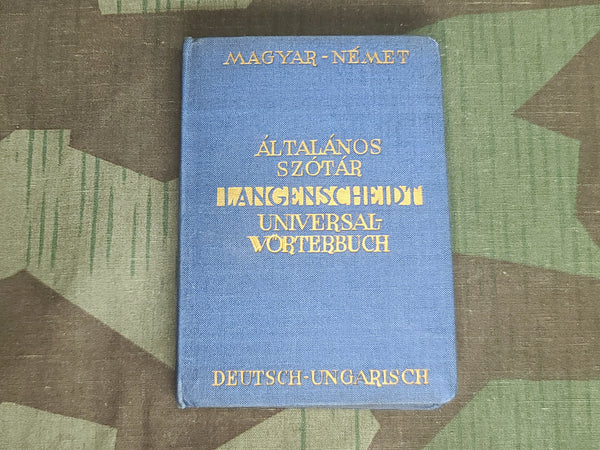 MAGYAR-NÉMET
ÁLTALÁNOS
SZÓTÁR
LANGENSCHEIDT
UNIVERSAL-
WÖRTERBUCH
DEUTSCH-UNGARISCH